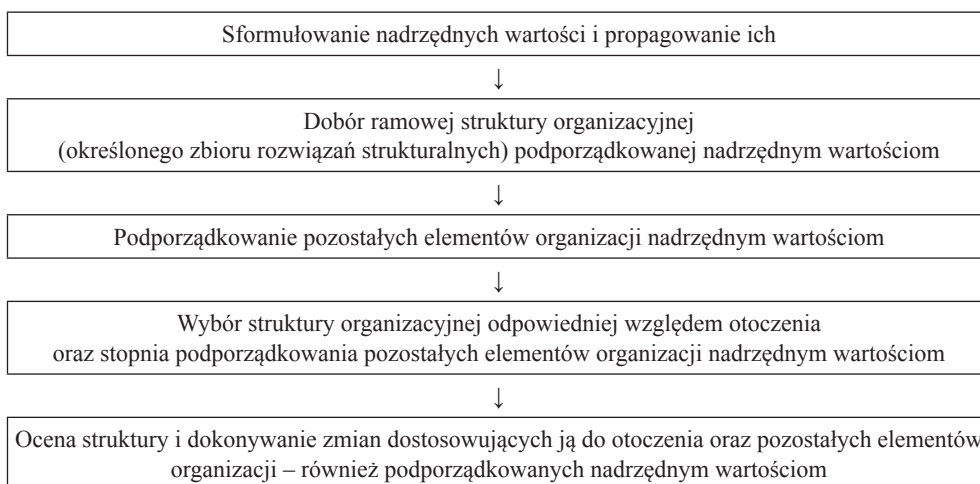 Sformułowanie nadrzędnych wartości i propagowanie ich
↓
Dobór ramowej struktury organizacyjnej
(określonego zbioru rozwiązań strukturalnych) podporządkowanej nadrzędnym wartościom
↓
Podporządkowanie pozostałych elementów organizacji nadrzędnym wartościom
↓
Wybór struktury organizacyjnej odpowiedniej względem otoczenia
oraz stopnia podporządkowania pozostałych elementów organizacji nadrzędnym wartościom
↓
Ocena struktury i dokonywanie zmian dostosowujących ją do otoczenia oraz pozostałych elementów
organizacji – również podporządkowanych nadrzędnym wartościom